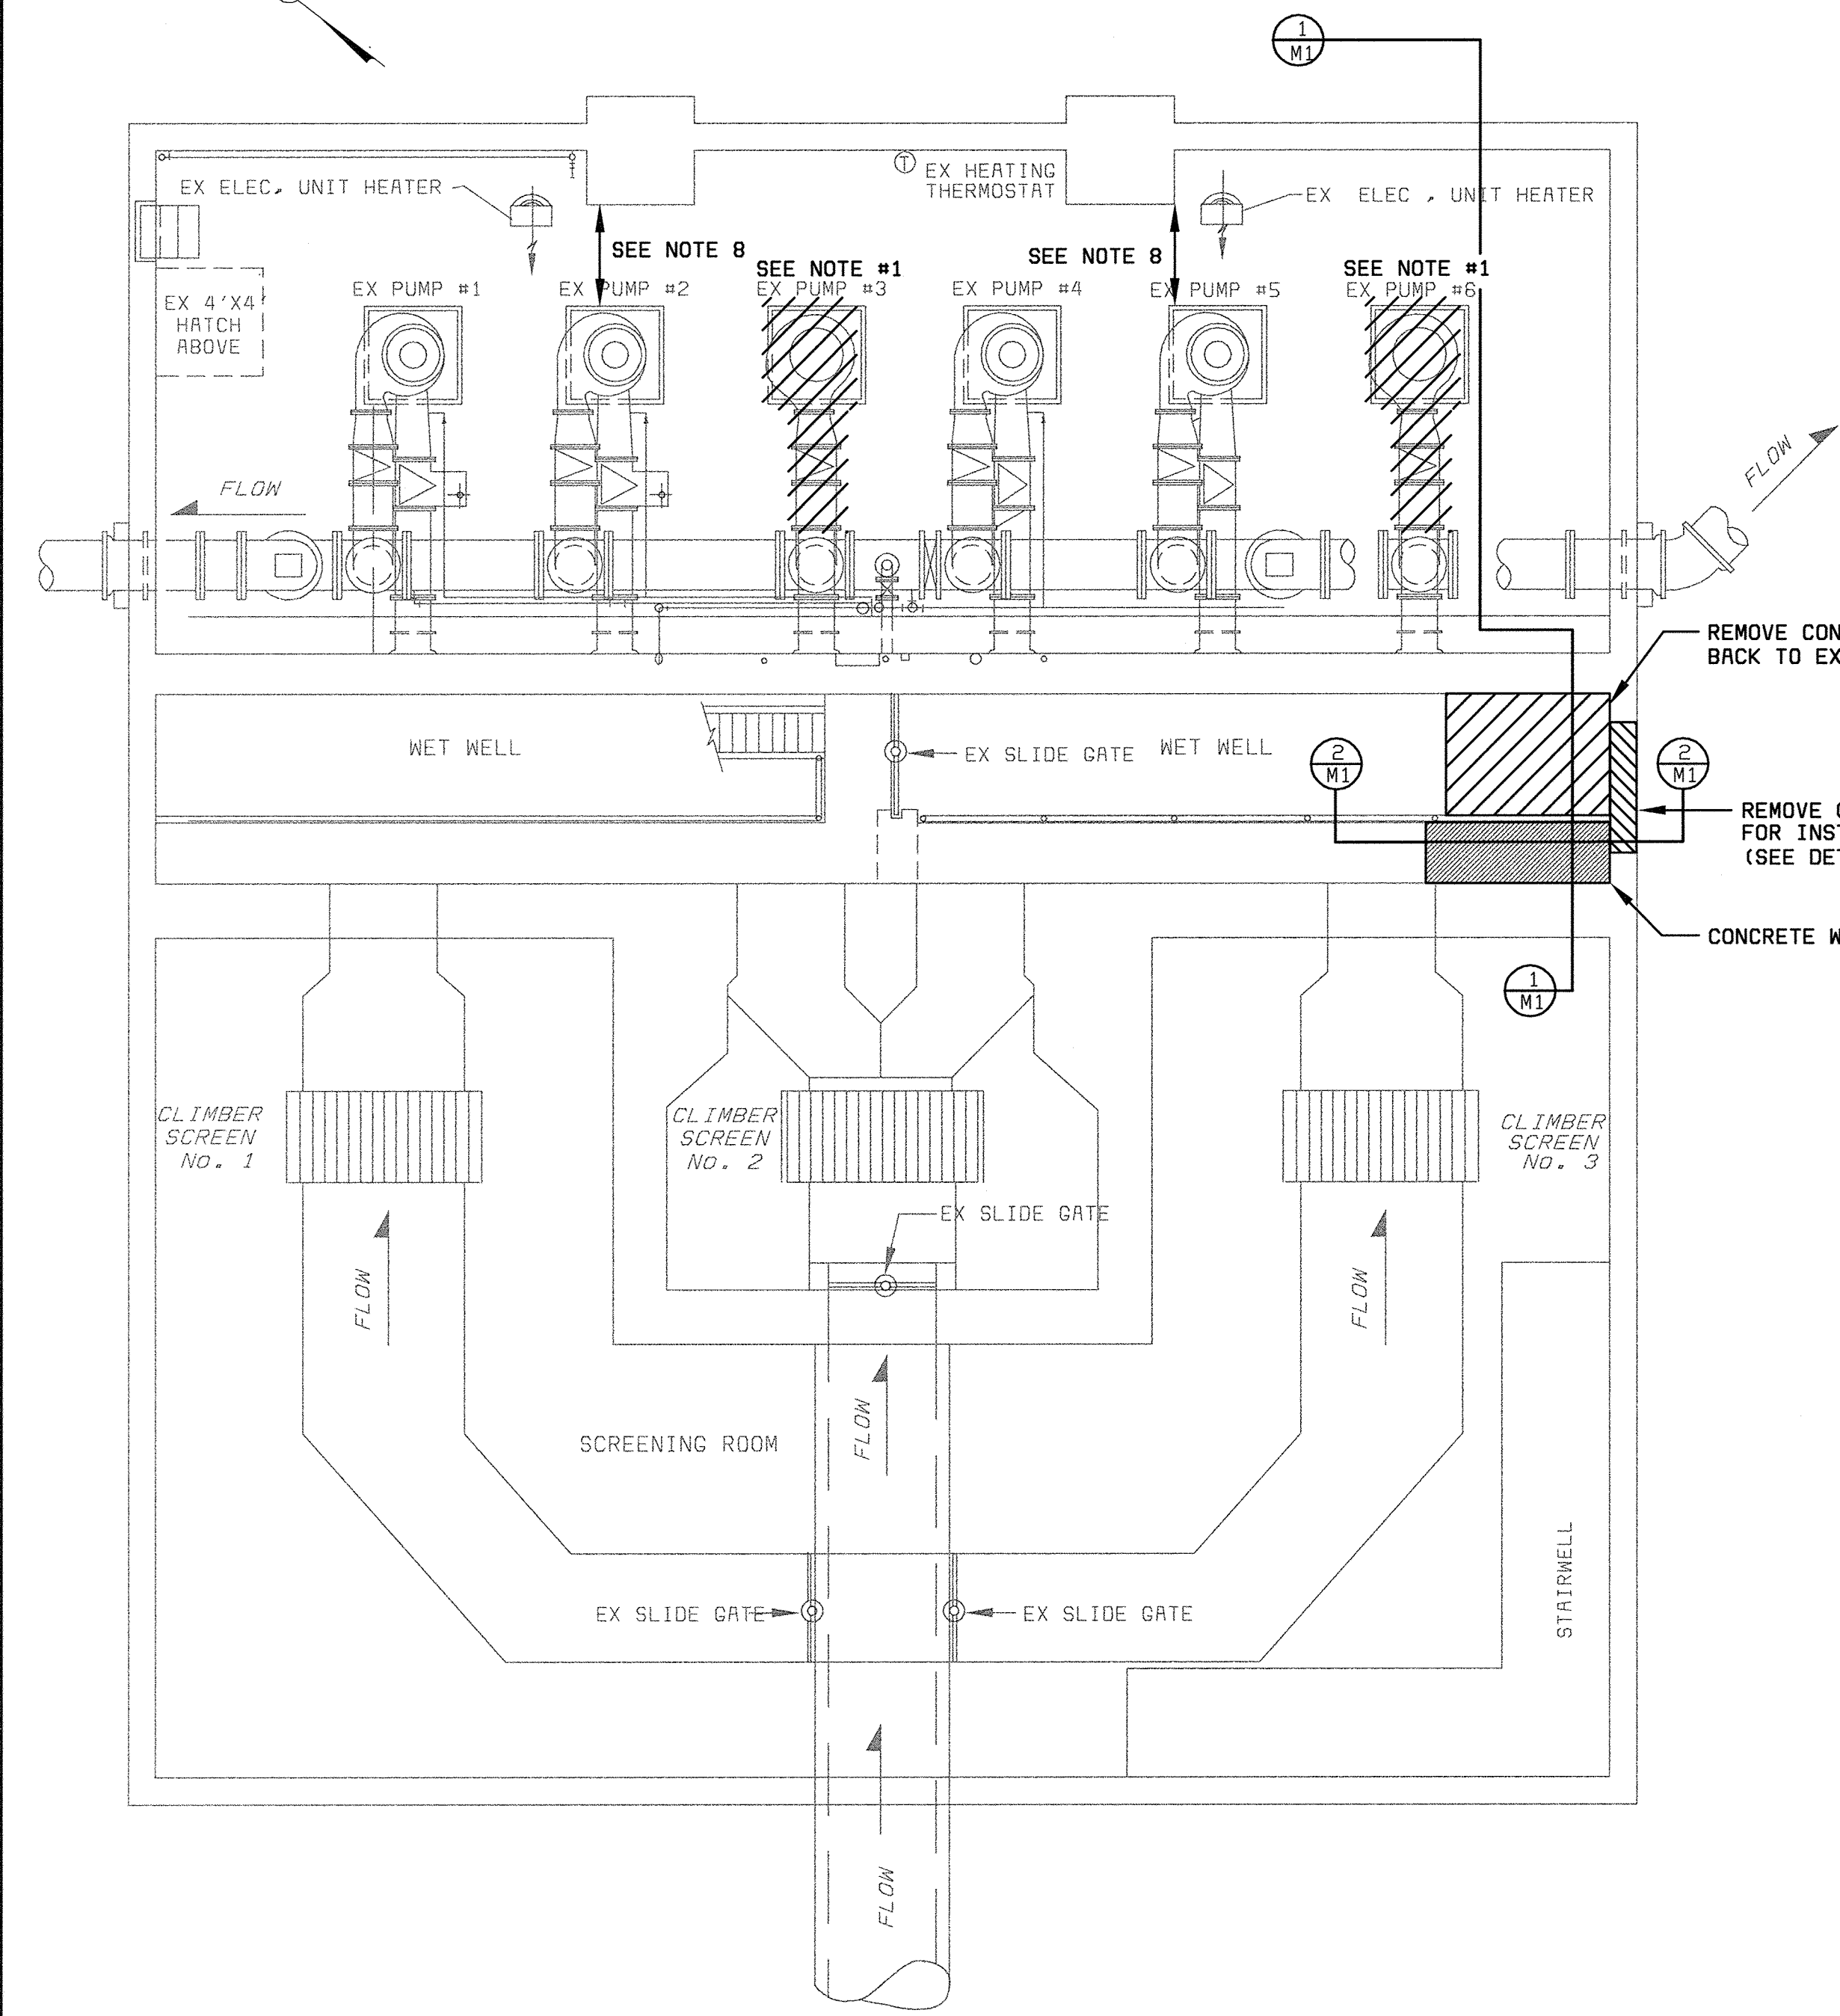 1
M1
EX ELEC. UNIT HEATER
T
EX HEATING
THERMOSTAT
EX ELEC. UNIT HEATER
SEE NOTE 8
SEE NOTE 8
SEE NOTE #1
SEE NOTE #1
EX PUMP #1
EX PUMP #2
EX PUMP #3
EX PUMP #4
EX PUMP #5
EX PUMP #6
EX 4'X4'
HATCH
ABOVE
FLOW
FLOW
REMOVE CON
BACK TO EX
WET WELL
EX SLIDE GATE
WET WELL
2
M1
2
M1
REMOVE
FOR INST
(SEE DET
CONCRETE W
1
M1
CLIMBER
SCREEN
No. 1
CLIMBER
SCREEN
No. 2
CLIMBER
SCREEN
No. 3
EX SLIDE GATE
FLOW
FLOW
FLOW
SCREENING ROOM
EX SLIDE GATE
EX SLIDE GATE
STAIRWELL
FLOW